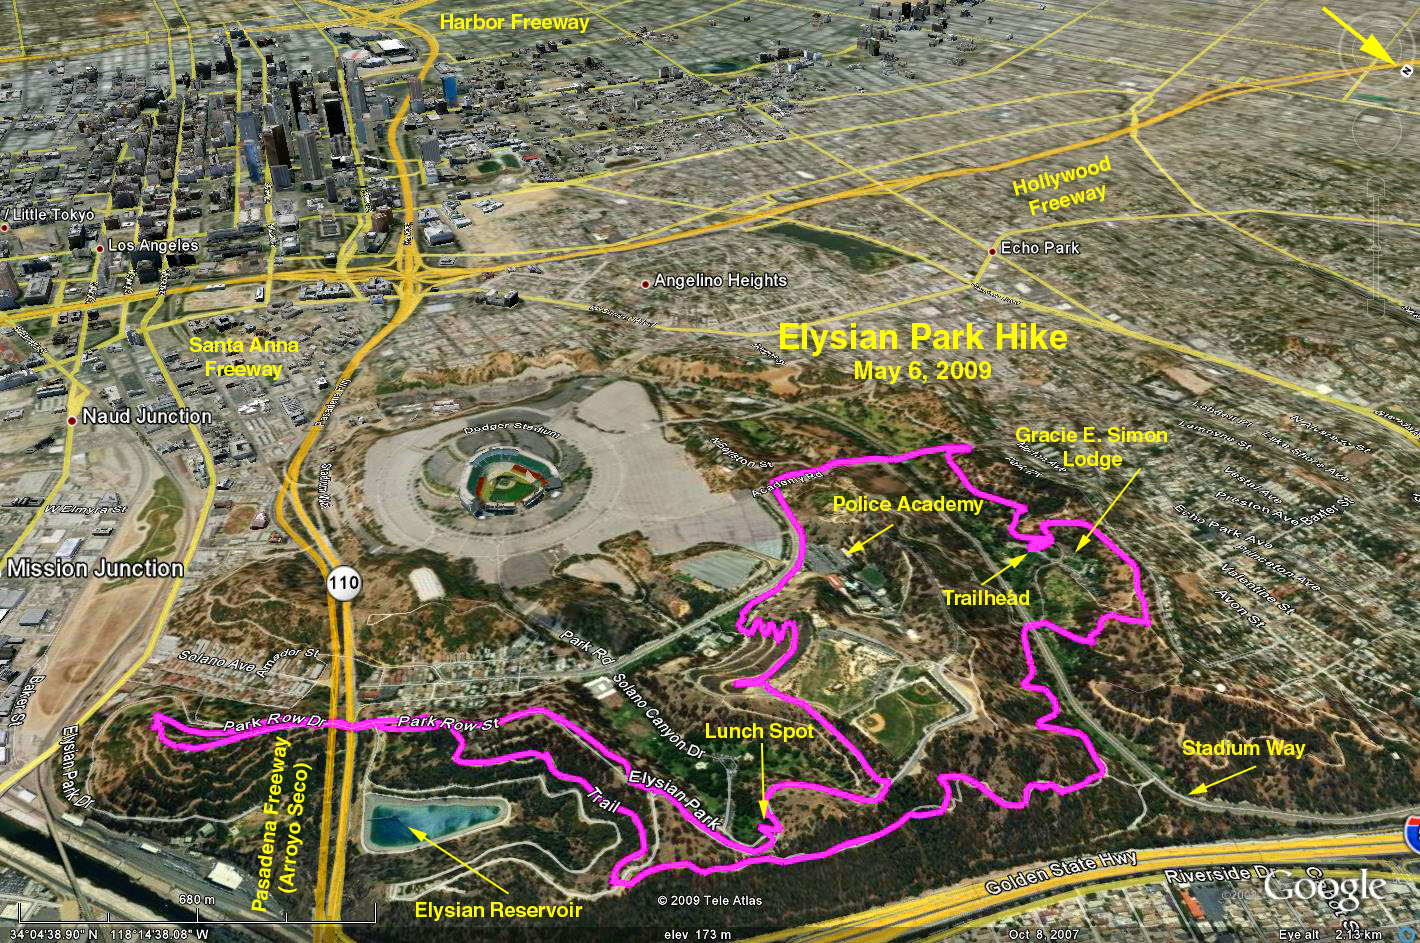 Harbor Freeway
N
Hollywood
Freeway
/ Little Tokyo
Los Angeles
Echo Park
Angelino Heights
Elysian Park Hike
May 6, 2009
Santa Anna
Freeway
Pasadena Fwy
Naud Junction
Dodger Stadium
Stadium Way
Academy Rd
Gracie E. Simon
Lodge
Lakeshore Ave
Vestal Ave
Preston Ave
Baxter St
Echo Park Ave
Princeton Ave
Valentine St
Avon St
Police Academy
W Elmyra St
Mission Junction
110
Trailhead
Solano Ave
Amador St
Park Rd
Solano Canyon Dr
Baker St
Elysian Park Dr
Park Row Dr
Park Row St
Lunch Spot
Stadium Way
Elysian Park
Trail
Pasadena Freeway
(Arroyo Seco)
Elysian Reservoir
Golden State Hwy
Riverside Dr
Google
680 m
© 2009 Tele Atlas
34°04'38.90" N 118°14'38.08" W
elev 173 m
Oct 8, 2007
Eye alt 2.13 km